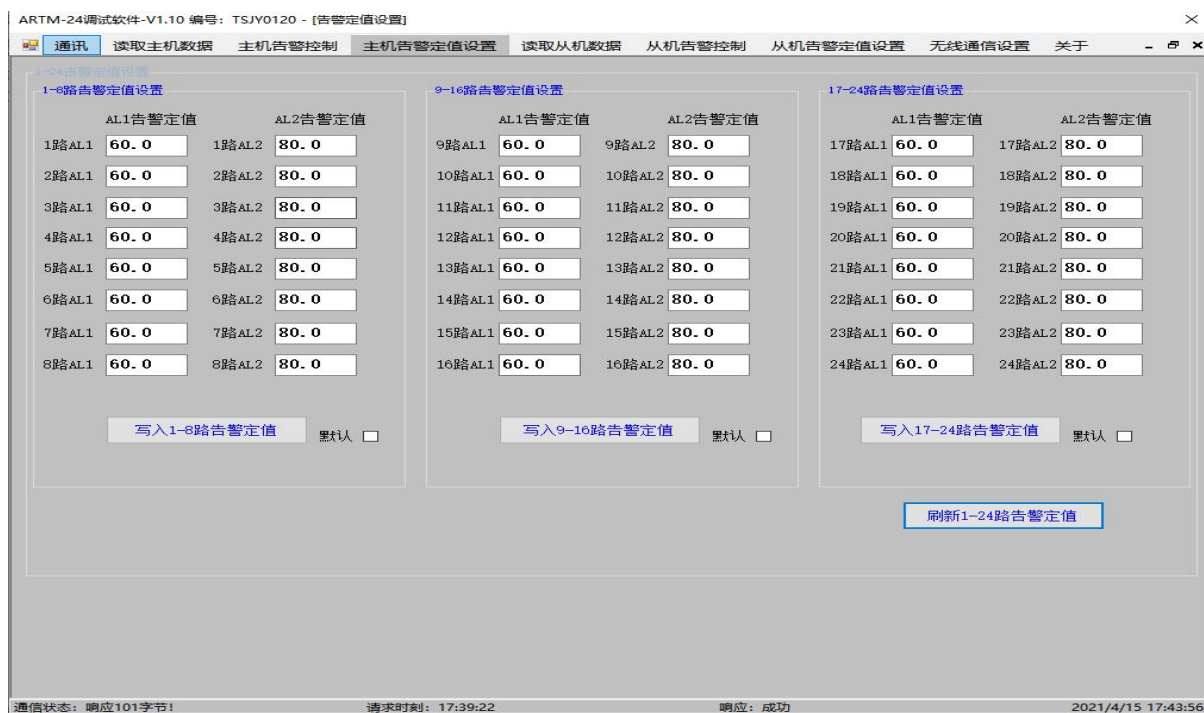 ARTM-24调试软件-V1.10 编号：TSJY0120 - [告警定值设置]
通讯 读取主机数据 主机告警控制 主机告警定值设置 读取从机数据 从机告警控制 从机告警定值设置 无线通信设置 关于
1-24告警定值设置
1-8路告警定值设置 9-16路告警定值设置 17-24路告警定值设置
AL1告警定值 AL2告警定值 AL1告警定值 AL2告警定值 AL1告警定值 AL2告警定值
1路AL1 60.0 1路AL2 80.0 9路AL1 60.0 9路AL2 80.0 17路AL1 60.0 17路AL2 80.0
2路AL1 60.0 2路AL2 80.0 10路AL1 60.0 10路AL2 80.0 18路AL1 60.0 18路AL2 80.0
3路AL1 60.0 3路AL2 80.0 11路AL1 60.0 11路AL2 80.0 19路AL1 60.0 19路AL2 80.0
4路AL1 60.0 4路AL2 80.0 12路AL1 60.0 12路AL2 80.0 20路AL1 60.0 20路AL2 80.0
5路AL1 60.0 5路AL2 80.0 13路AL1 60.0 13路AL2 80.0 21路AL1 60.0 21路AL2 80.0
6路AL1 60.0 6路AL2 80.0 14路AL1 60.0 14路AL2 80.0 22路AL1 60.0 22路AL2 80.0
7路AL1 60.0 7路AL2 80.0 15路AL1 60.0 15路AL2 80.0 23路AL1 60.0 23路AL2 80.0
8路AL1 60.0 8路AL2 80.0 16路AL1 60.0 16路AL2 80.0 24路AL1 60.0 24路AL2 80.0
写入1-8路告警定值 默认 写入9-16路告警定值 默认 写入17-24路告警定值 默认
刷新1-24路告警定值
通信状态：响应101字节! 请求时刻：17:39:22 响应：成功 2021/4/15 17:43:56